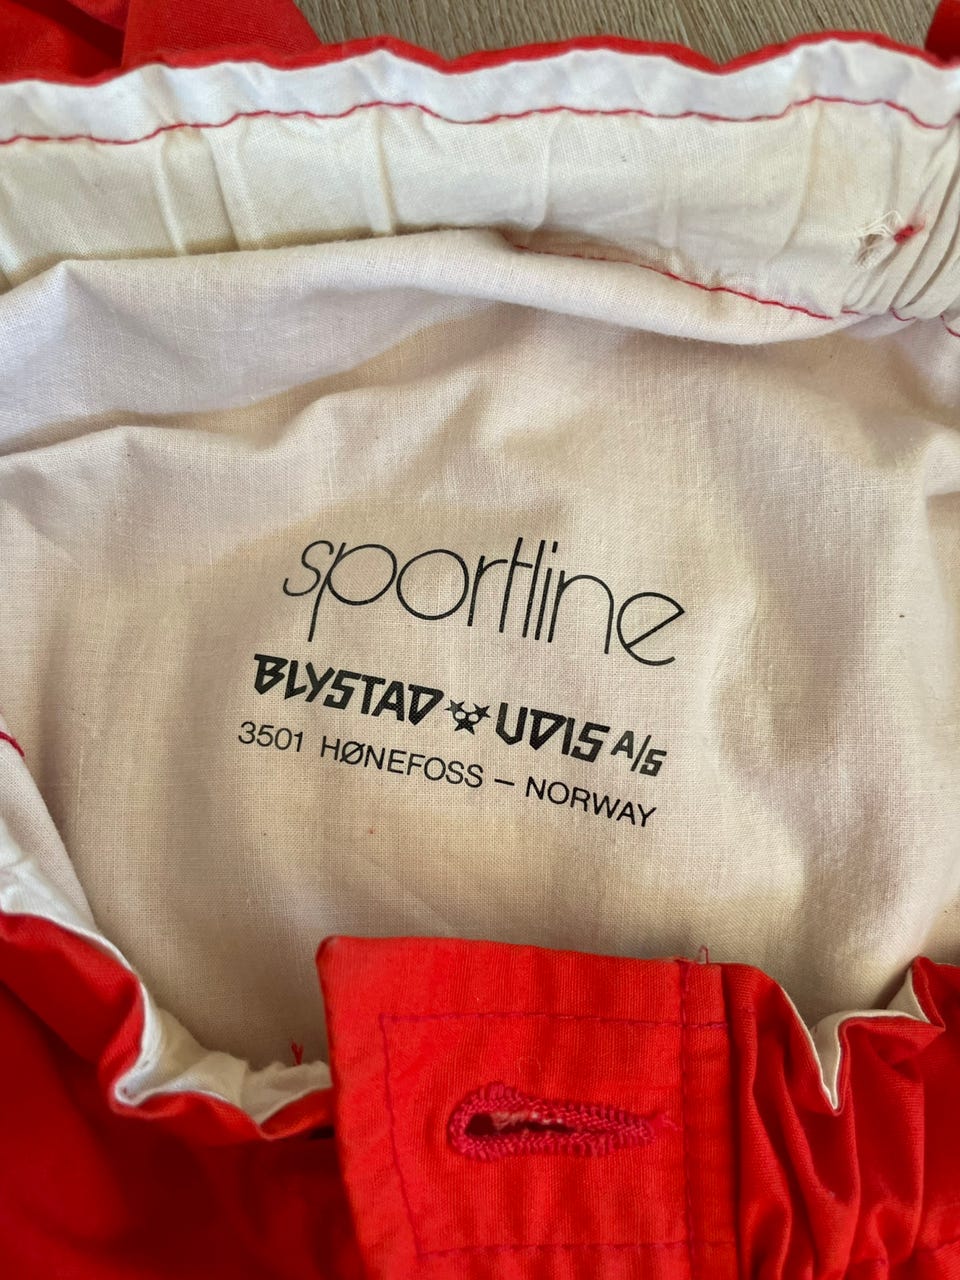 sportline
BLYSTAD UDIS A/S
3501 HØNEFOSS – NORWAY